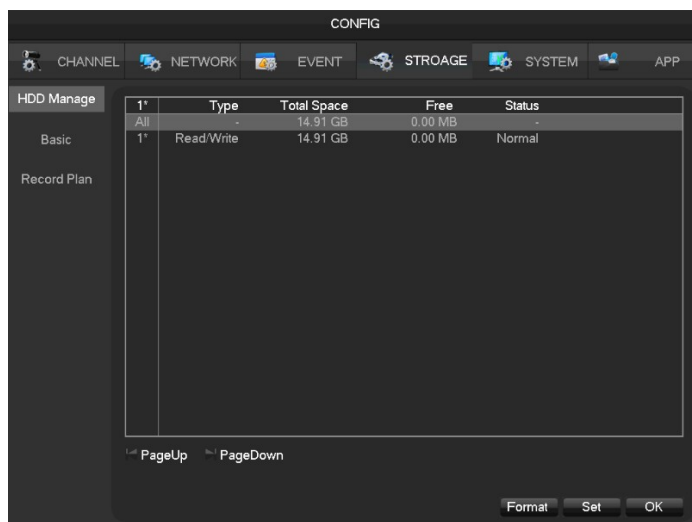 CONFIG
CHANNEL NETWORK EVENT STROAGE SYSTEM APP
HDD Manage
Basic
Record Plan
1* Type Total Space Free Status
All - 14.91 GB 0.00 MB -
1* Read/Write 14.91 GB 0.00 MB Normal
PageUp PageDown
Format Set OK